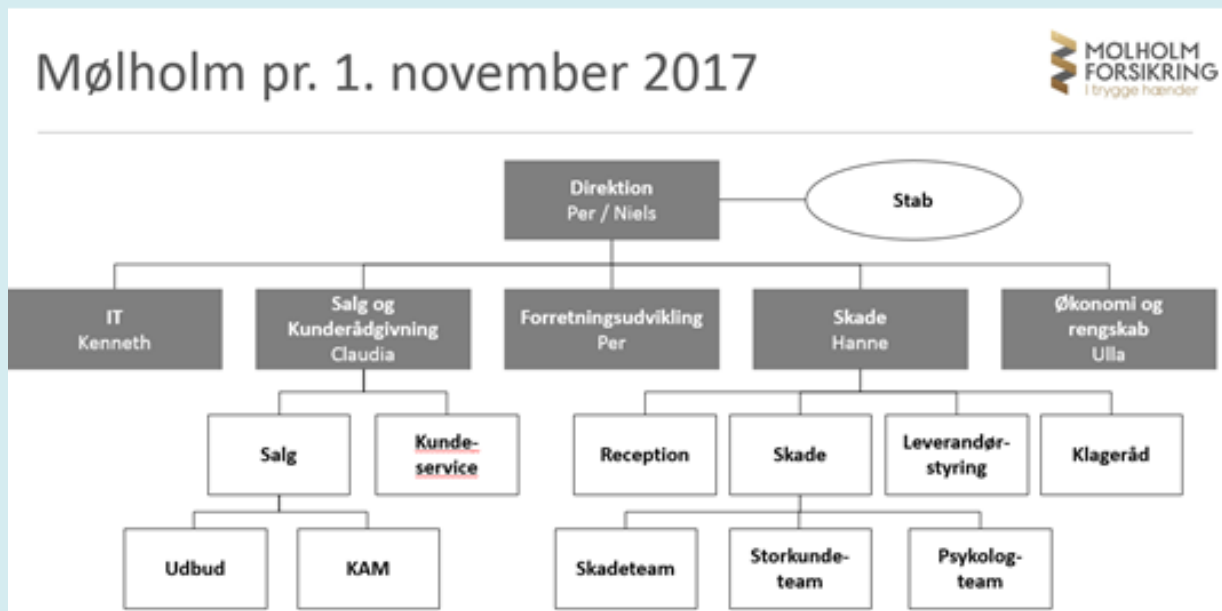 Mølholm pr. 1. november 2017
MOLHOLM
FORSIKRING
I trygge hænder
Direktion
Per / Niels
Stab
IT
Kenneth
Salg og
Kunderådgivning
Claudia
Forretningsudvikling
Per
Skade
Hanne
Økonomi og
rengskab
Ulla
Salg
Kunde-
service
Reception
Skade
Leverandør-
styring
Klageråd
Udbud
KAM
Skadeteam
Storkunde-
team
Psykolog-
team